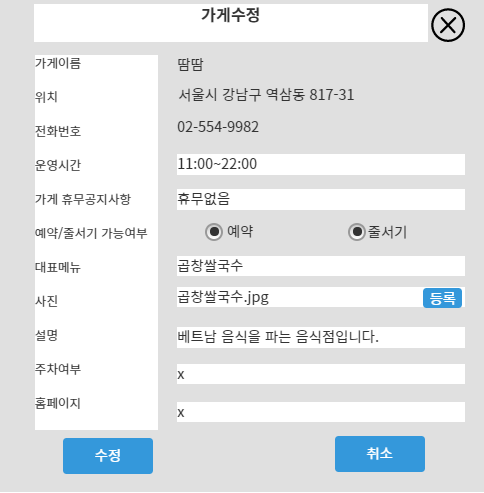 가게수정
가게이름
땀땀
위치
서울시 강남구 역삼동 817-31
전화번호
02-554-9982
운영시간
11:00~22:00
가게 휴무공지사항
휴무없음
예약/줄서기 가능여부
예약 줄서기
대표메뉴
곱창쌀국수
사진
곱창쌀국수.jpg 등록
설명
베트남 음식을 파는 음식점입니다.
주차여부
x
홈페이지
x
수정 취소